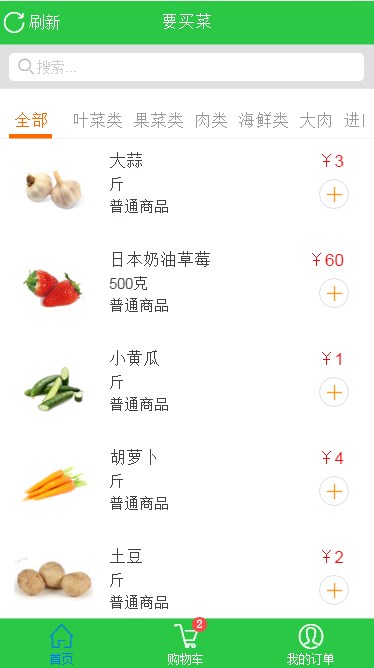 刷新 要买菜
搜索...
全部 叶菜类 果菜类 肉类 海鲜类 大肉 进口
大蒜 ￥3
斤
普通商品
日本奶油草莓 ￥60
500克
普通商品
小黄瓜 ￥1
斤
普通商品
胡萝卜 ￥4
斤
普通商品
土豆 ￥2
斤
普通商品
2
首页 购物车 我的订单